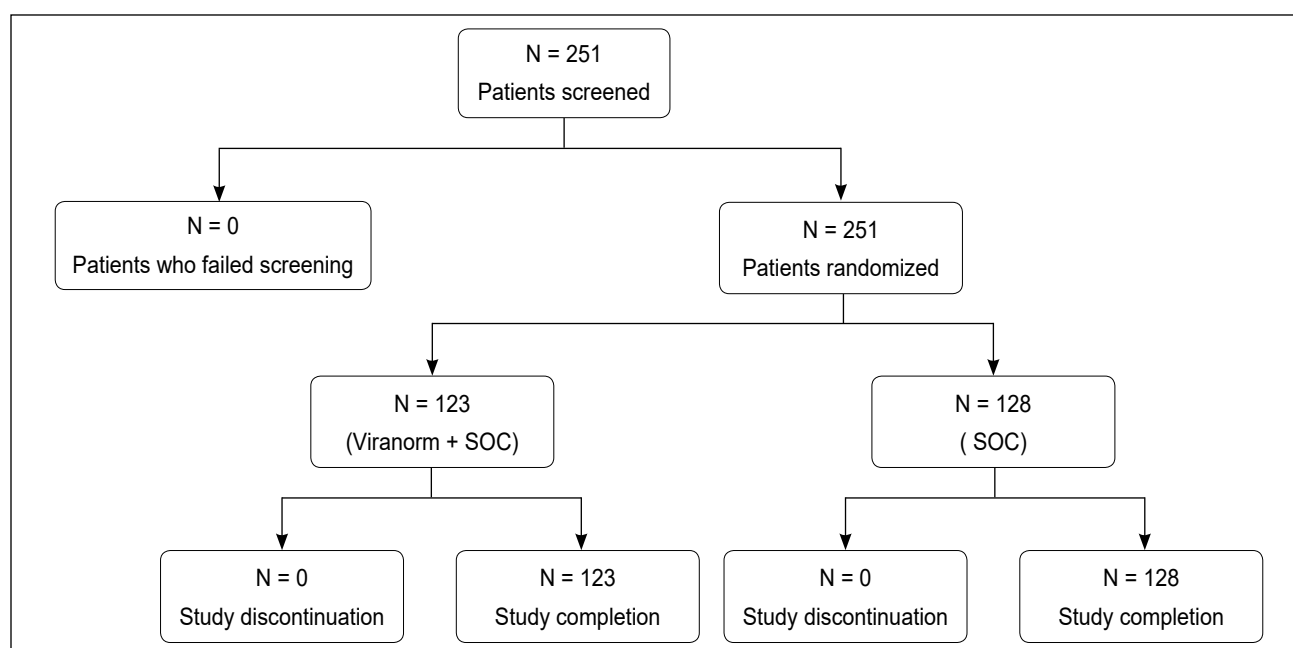 N = 251
Patients screened
N = 0
Patients who failed screening
N = 251
Patients randomized
N = 123
(Viranorm + SOC)
N = 128
( SOC)
N = 0
Study discontinuation
N = 123
Study completion
N = 0
Study discontinuation
N = 128
Study completion